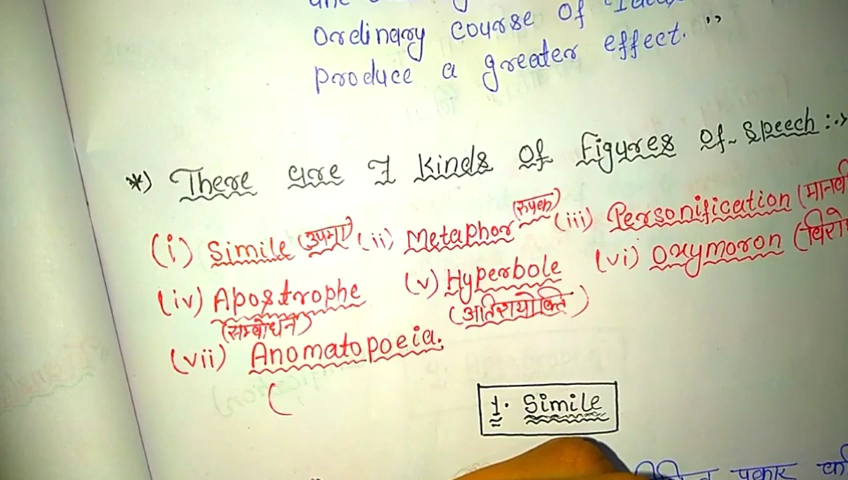 Ordinary course of
produce a greater effect."
*) There are 7 Kinds of Figures of Speech :→
(i) Simile (उपमा) (ii) Metaphor (रुपक) (iii) Personification (मानवी
(iv) Apostrophe (सम्बोधन) (v) Hyperbole (अतिशयोक्ति) (vi) Oxymoron (विरो
(vii) Anomatopoeia.
(
1. Simile
प्रकार की